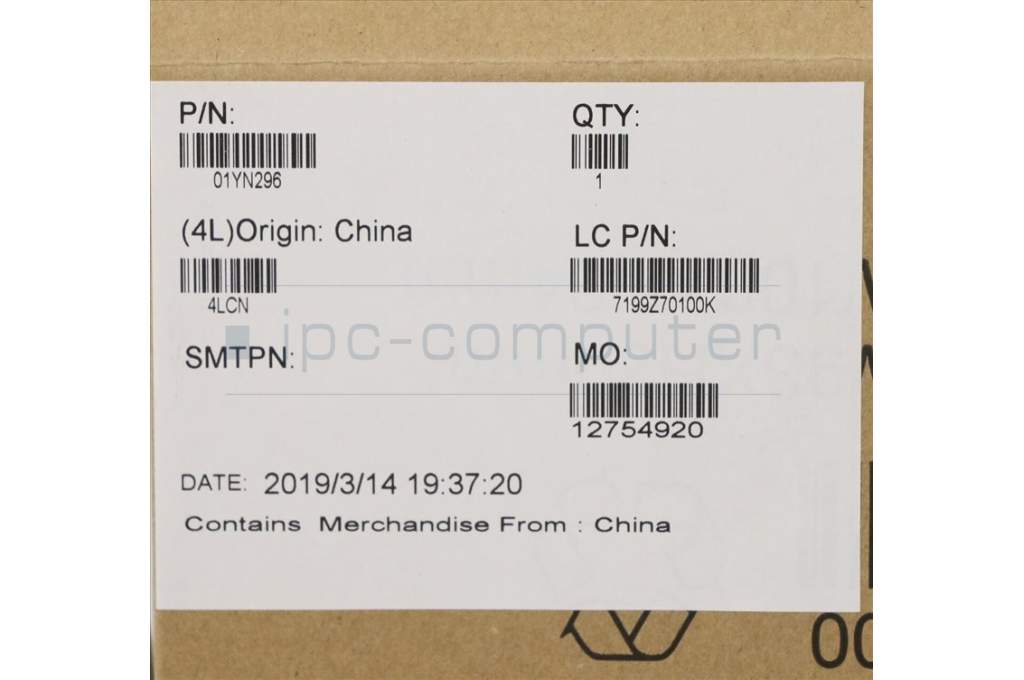 P/N:
01YN296
QTY:
1
(4L)Origin: China
4LCN
LC P/N:
7199Z70100K
ipc-computer
SMTPN:
MO:
12754920
DATE: 2019/3/14 19:37:20
Contains Merchandise From : China